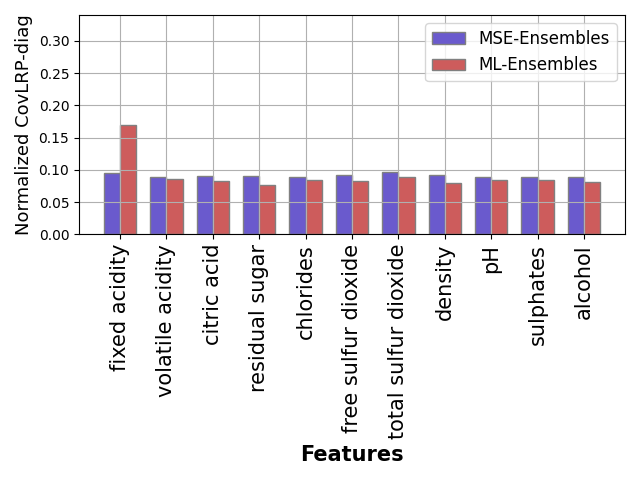 Normalized CovLRP-diag
0.30
0.25
0.20
0.15
0.10
0.05
0.00
MSE-Ensembles
ML-Ensembles
fixed acidity
volatile acidity
citric acid
residual sugar
chlorides
free sulfur dioxide
total sulfur dioxide
density
pH
sulphates
alcohol
Features